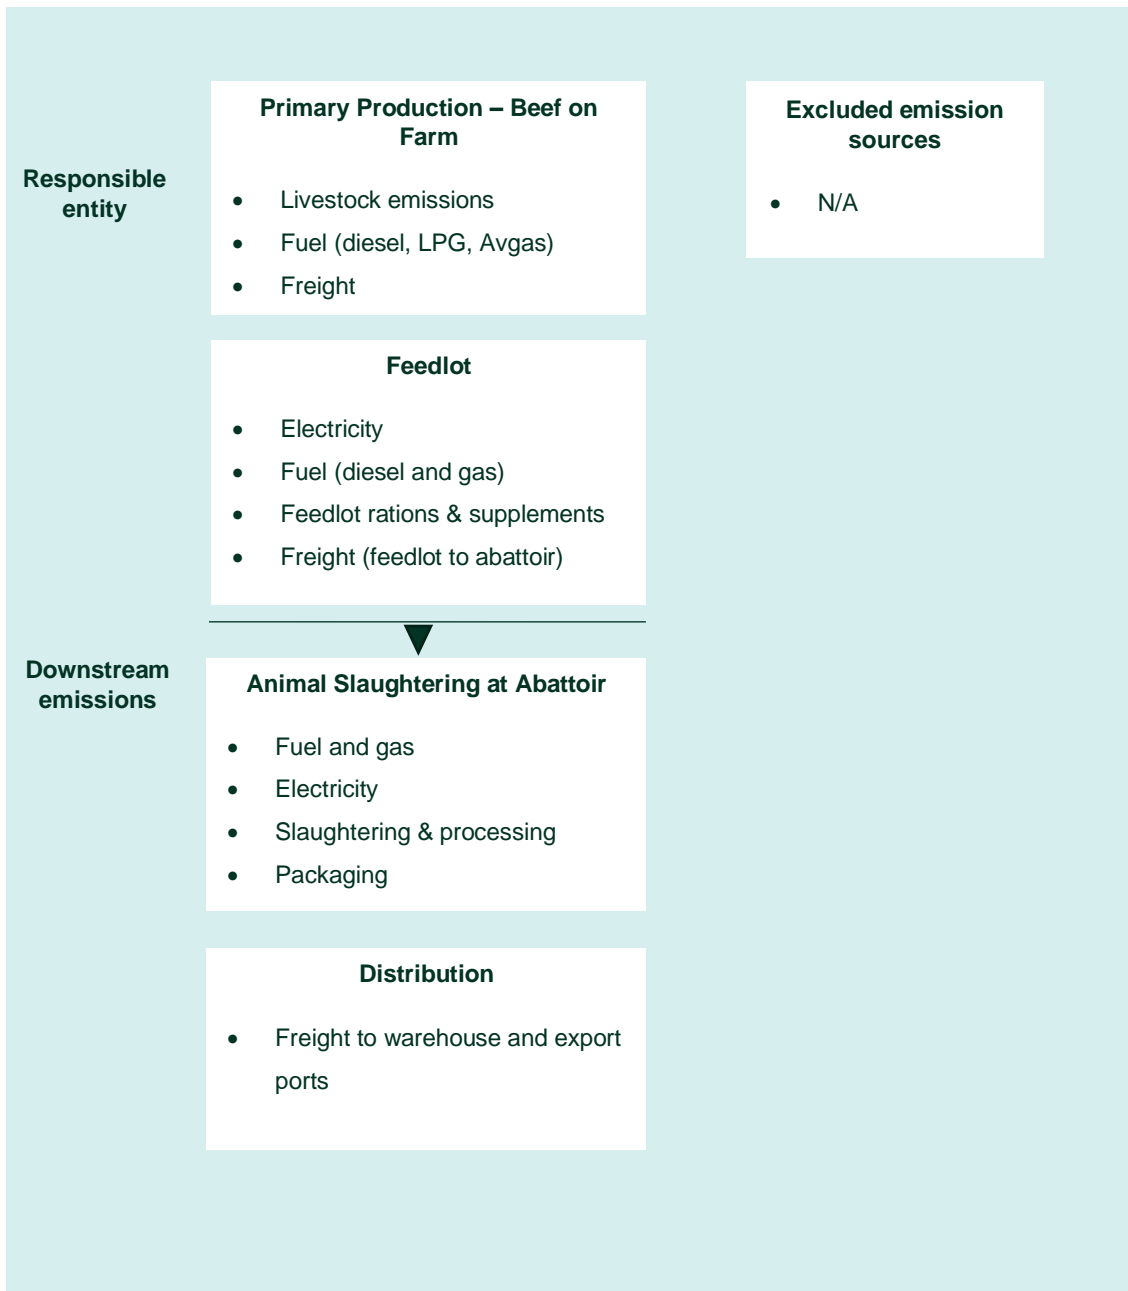 Responsible
entity
Primary Production – Beef on
Farm
• Livestock emissions
• Fuel (diesel, LPG, Avgas)
• Freight
Excluded emission
sources
• N/A
Feedlot
• Electricity
• Fuel (diesel and gas)
• Feedlot rations & supplements
• Freight (feedlot to abattoir)
Downstream
emissions
Animal Slaughtering at Abattoir
• Fuel and gas
• Electricity
• Slaughtering & processing
• Packaging
Distribution
• Freight to warehouse and export
ports